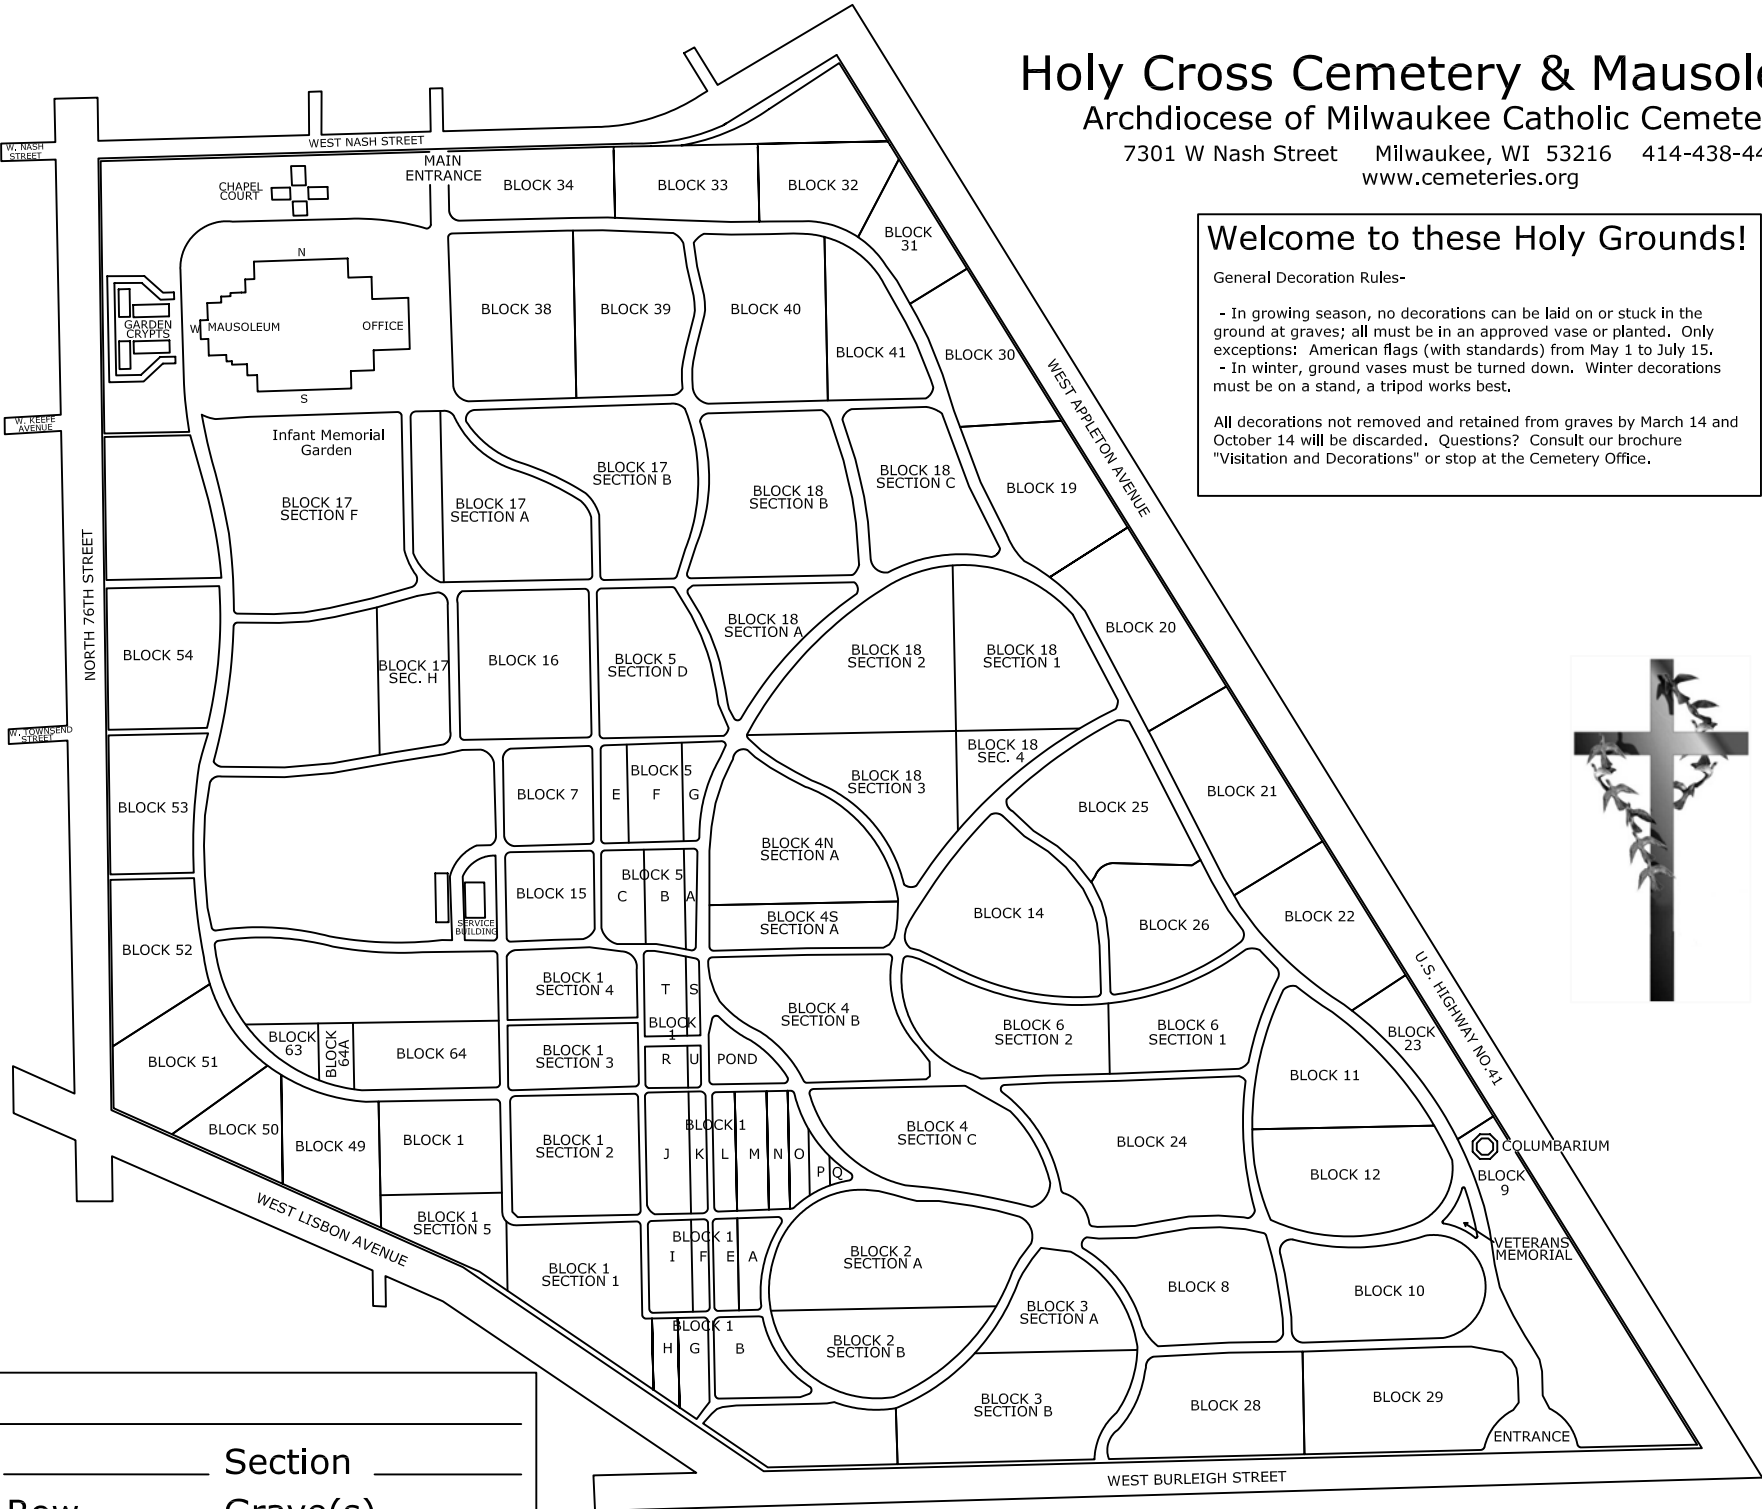 Holy Cross Cemetery & Mausol
Archdiocese of Milwaukee Catholic Cemete
7301 W Nash Street Milwaukee, WI 53216 414-438-44
www.cemeteries.org
Welcome to these Holy Grounds!
General Decoration Rules-
- In growing season, no decorations can be laid on or stuck in the
ground at graves; all must be in an approved vase or planted. Only
exceptions: American flags (with standards) from May 1 to July 15.
- In winter, ground vases must be turned down. Winter decorations
must be on a stand, a tripod works best.
All decorations not removed and retained from graves by March 14 and
October 14 will be discarded. Questions? Consult our brochure
"Visitation and Decorations" or stop at the Cemetery Office.
W. NASH
STREET
WEST NASH STREET
MAIN
ENTRANCE
CHAPEL
COURT
BLOCK 34
BLOCK 33
BLOCK 32
BLOCK
31
N
GARDEN
CRYPTS
W
MAUSOLEUM
OFFICE
S
BLOCK 38
BLOCK 39
BLOCK 40
BLOCK 41
BLOCK 30
WEST APPLETON AVENUE
W. KEEFE
AVENUE
Infant Memorial
Garden
BLOCK 17
SECTION F
BLOCK 17
SECTION A
BLOCK 17
SECTION B
BLOCK 18
SECTION B
BLOCK 18
SECTION C
BLOCK 19
NORTH 76TH STREET
BLOCK 54
BLOCK 17
SEC. H
BLOCK 16
BLOCK 5
SECTION D
BLOCK 18
SECTION A
BLOCK 18
SECTION 2
BLOCK 18
SECTION 1
BLOCK 20
W. TOWNSEND
STREET
BLOCK 53
BLOCK 7
BLOCK 5
E F G
BLOCK 18
SECTION 3
BLOCK 18
SEC. 4
BLOCK 25
BLOCK 21
BLOCK 4N
SECTION A
BLOCK 15
BLOCK 5
C B A
SERVICE
BUILDING
BLOCK 4S
SECTION A
BLOCK 14
BLOCK 26
BLOCK 22
BLOCK 52
BLOCK 1
SECTION 4
T S
BLOCK
1
R U
POND
BLOCK 4
SECTION B
BLOCK 6
SECTION 2
BLOCK 6
SECTION 1
U.S. HIGHWAY NO.41
BLOCK
23
BLOCK 51
BLOCK
63
BLOCK
64A
BLOCK 64
BLOCK 1
SECTION 3
BLOCK 11
BLOCK 50
BLOCK 49
BLOCK 1
BLOCK 1
SECTION 2
BLOCK 1
J K L M N O P Q
BLOCK 4
SECTION C
BLOCK 24
BLOCK 12
COLUMBARIUM
BLOCK
9
WEST LISBON AVENUE
BLOCK 1
SECTION 5
BLOCK 1
SECTION 1
BLOCK 1
I F E A
BLOCK 2
SECTION A
VETERANS
MEMORIAL
BLOCK 8
BLOCK 10
BLOCK 1
H G B
BLOCK 2
SECTION B
BLOCK 3
SECTION A
BLOCK 3
SECTION B
BLOCK 28
BLOCK 29
ENTRANCE
WEST BURLEIGH STREET
Section
Row Grave(s)